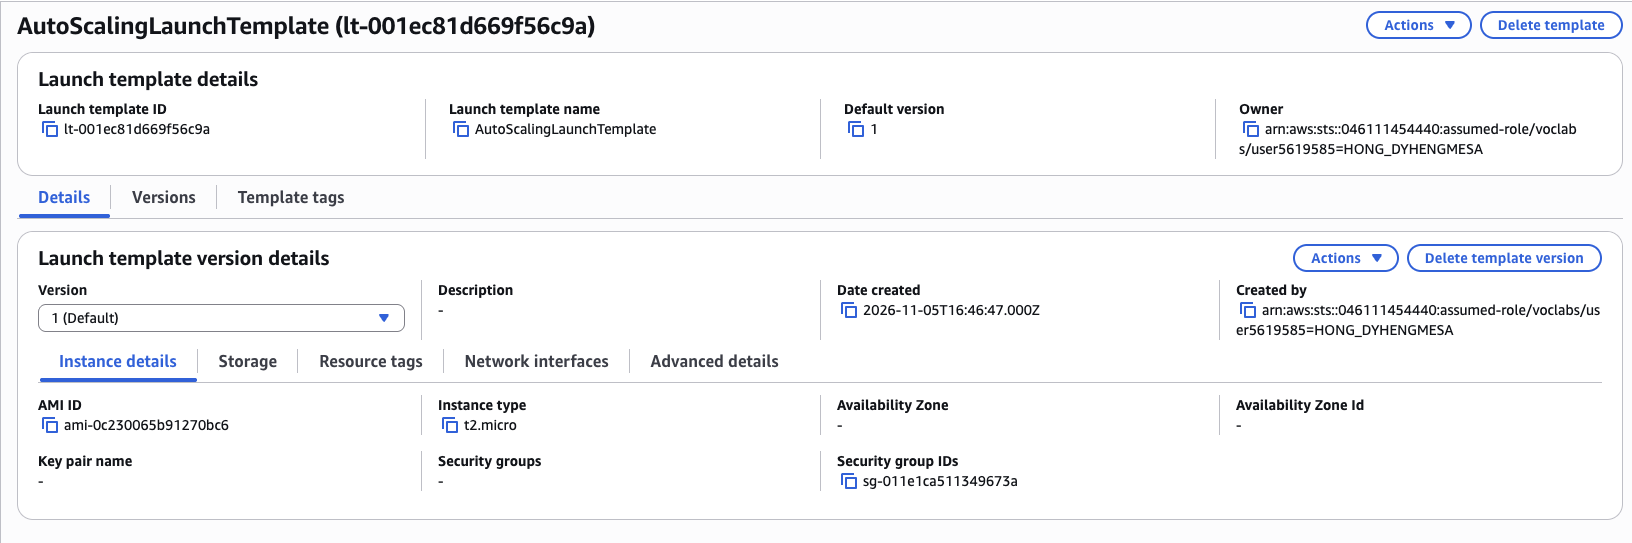 AutoScalingLaunchTemplate (lt-001ec81d669f56c9a)
Actions
Delete template
Launch template details
Launch template ID
lt-001ec81d669f56c9a
Launch template name
AutoScalingLaunchTemplate
Default version
1
Owner
arn:aws:sts::046111454440:assumed-role/voclab
s/user5619585=HONG_DYHENGMESA
Details
Versions
Template tags
Launch template version details
Actions
Delete template version
Version
1 (Default)
Description
-
Date created
2026-11-05T16:46:47.000Z
Created by
arn:aws:sts::046111454440:assumed-role/voclabs/us
er5619585=HONG_DYHENGMESA
Instance details
Storage
Resource tags
Network interfaces
Advanced details
AMI ID
ami-0c230065b91270bc6
Instance type
t2.micro
Availability Zone
-
Availability Zone Id
-
Key pair name
-
Security groups
-
Security group IDs
sg-011e1ca511349673a